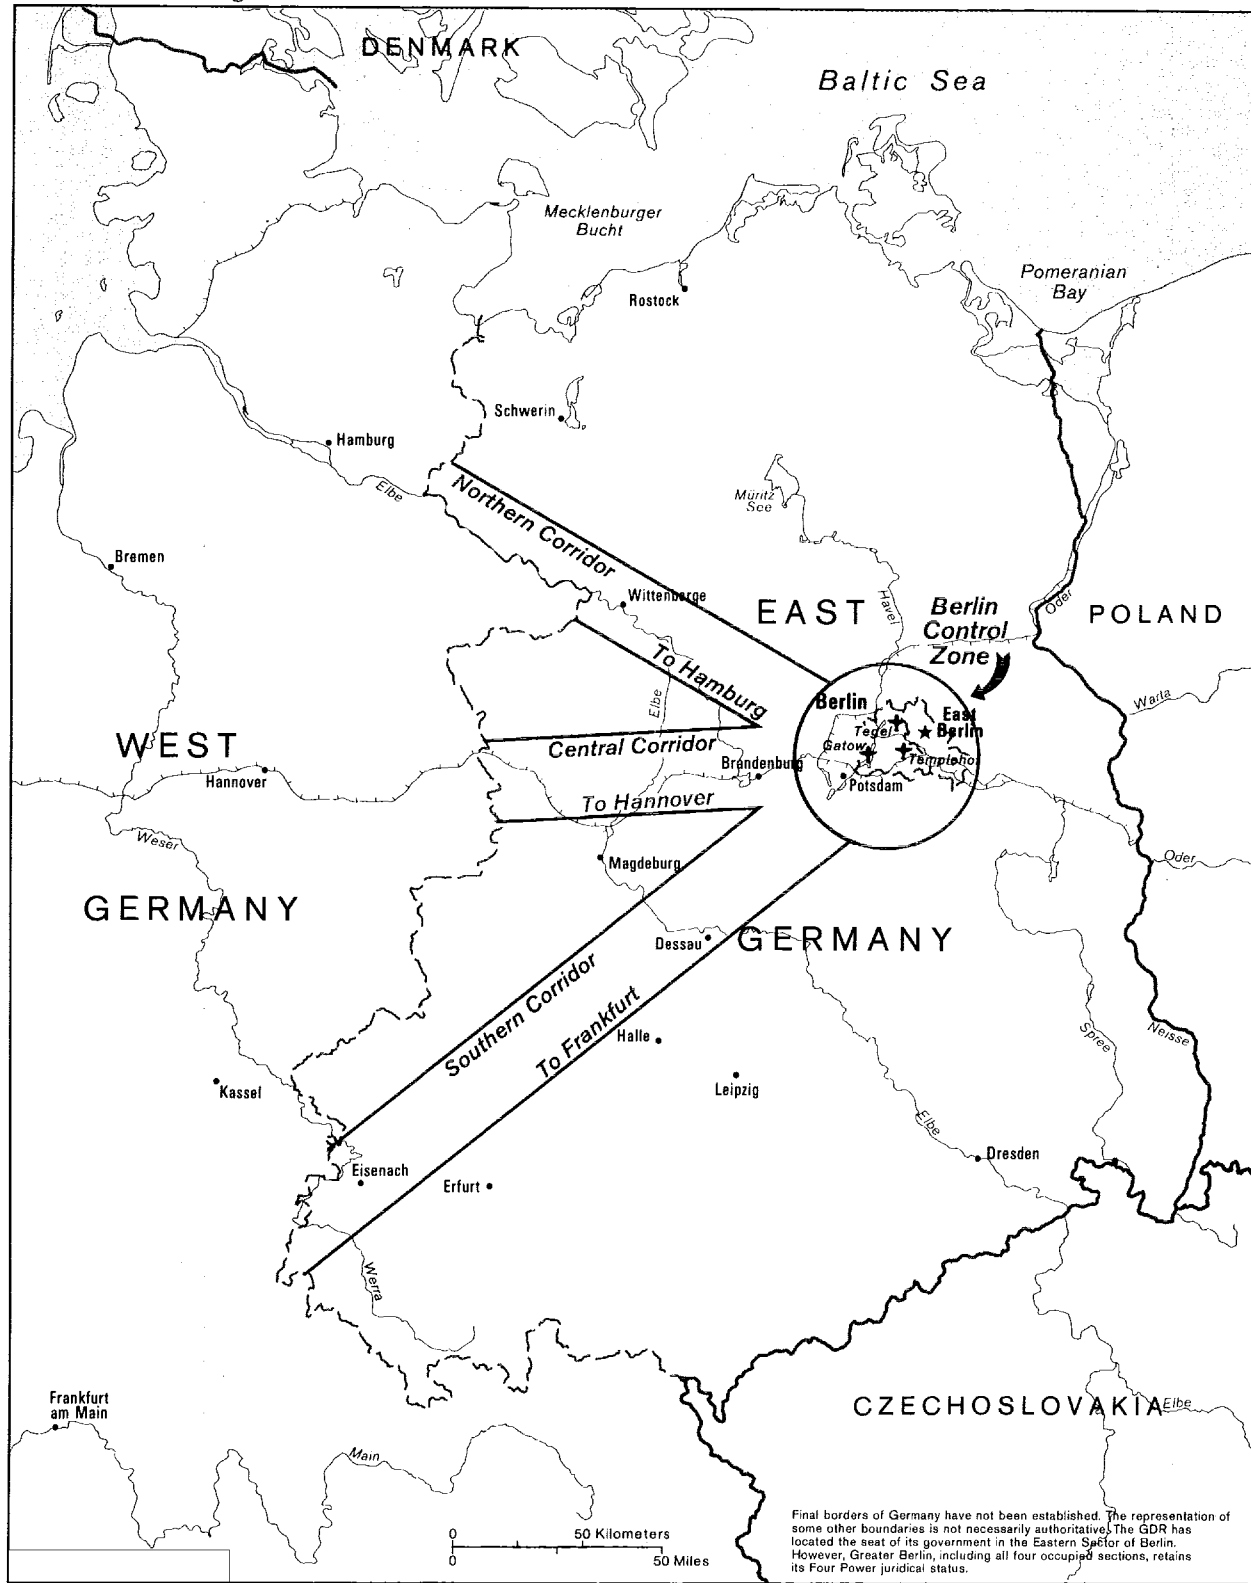 DENMARK
Baltic Sea
Mecklenburger
Bucht
Pomeranian
Bay
Rostock
Schwerin
Hamburg
Elbe
Northern Corridor
Müritz
See
Bremen
Wittenberge
EAST
Havel
Berlin
Control
Zone
Oder
POLAND
To Hamburg
Elbe
Warta
Berlin
East
Berlin
Tegel
Gatow
Templehof
WEST
Central Corridor
Brandenburg
Hannover
Potsdam
To Hannover
Weser
Magdeburg
Oder
GERMANY
Dessau
GERMANY
Southern Corridor
To Frankfurt
Halle
Spree
Neisse
Kassel
Leipzig
Elbe
Eisenach
Erfurt
Dresden
Werra
Frankfurt
am Main
CZECHOSLOVAKIA
Elbe
Main
0 50 Kilometers
0 50 Miles
Final borders of Germany have not been established. The representation of
some other boundaries is not necessarily authoritative. The GDR has
located the seat of its government in the Eastern Sector of Berlin.
However, Greater Berlin, including all four occupied sections, retains
its Four Power juridical status.